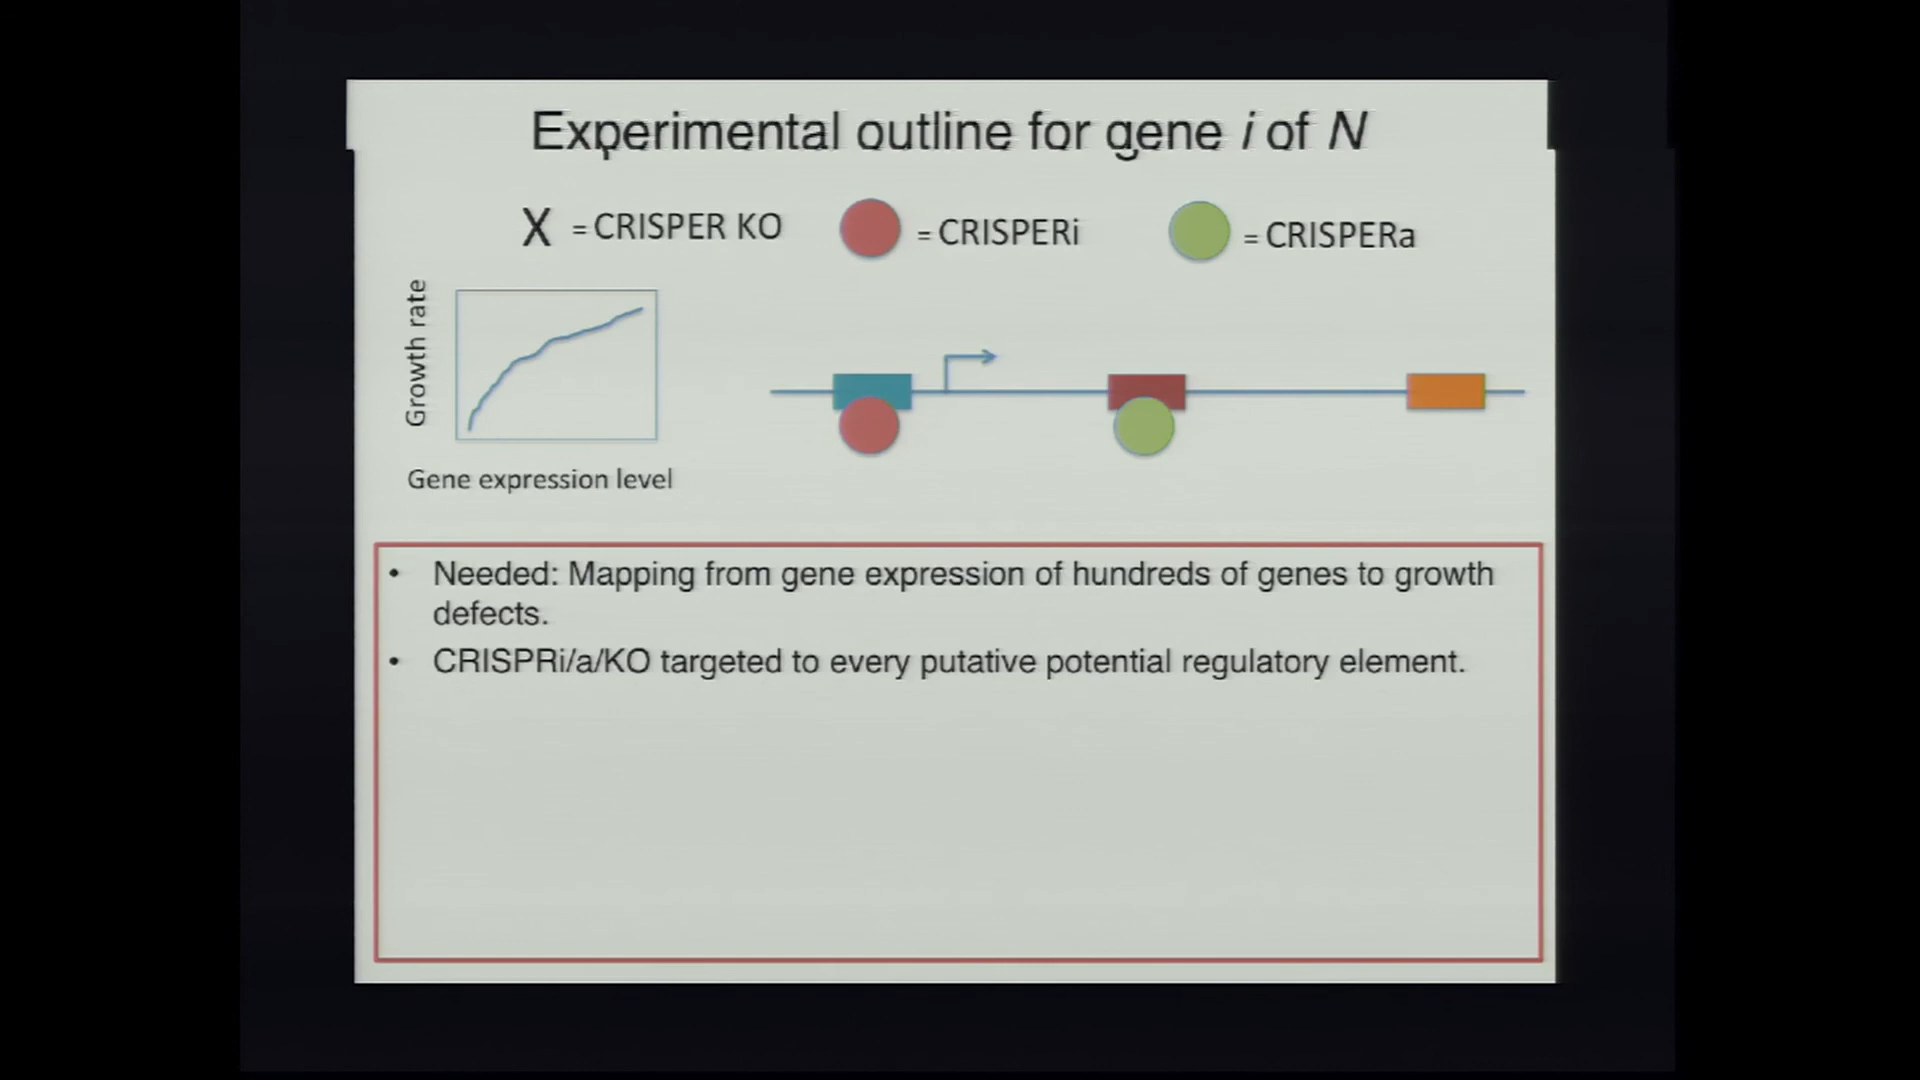 Experimental outline for gene i of N
X = CRISPER KO = CRISPERi = CRISPERa
Growth rate
Gene expression level
• Needed: Mapping from gene expression of hundreds of genes to growth
defects.
• CRISPRi/a/KO targeted to every putative potential regulatory element.